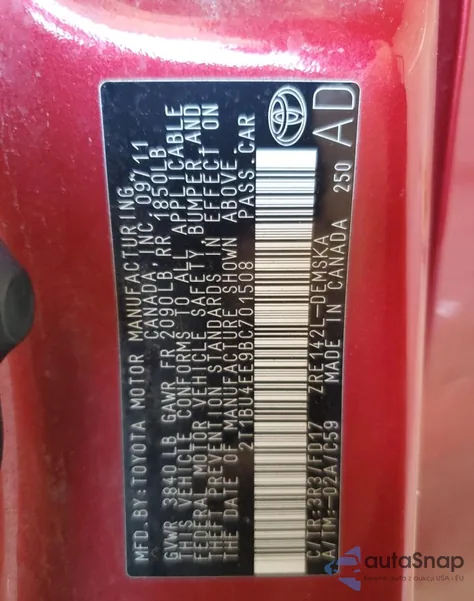 MFD.BY:TOYOTA MOTOR MANUFACTURING
CANADA INC. 09/11
GVWR 3840LB GAWR FR 2090LB RR 1850LB
THIS VEHICLE CONFORMS TO ALL APPLICABLE
FEDERAL MOTOR VEHICLE SAFETY, BUMPER AND
THEFT PREVENTION STANDARDS IN EFFECT ON
THE DATE OF MANUFACTURE SHOWN ABOVE.
2T1BU4EE9BC701508 PASS.CAR
C/TR:3R3/FD17 ZRE142L-DEMSKA
A/TM:-02A/C59 MADE IN CANADA 250
AD
autaSnap